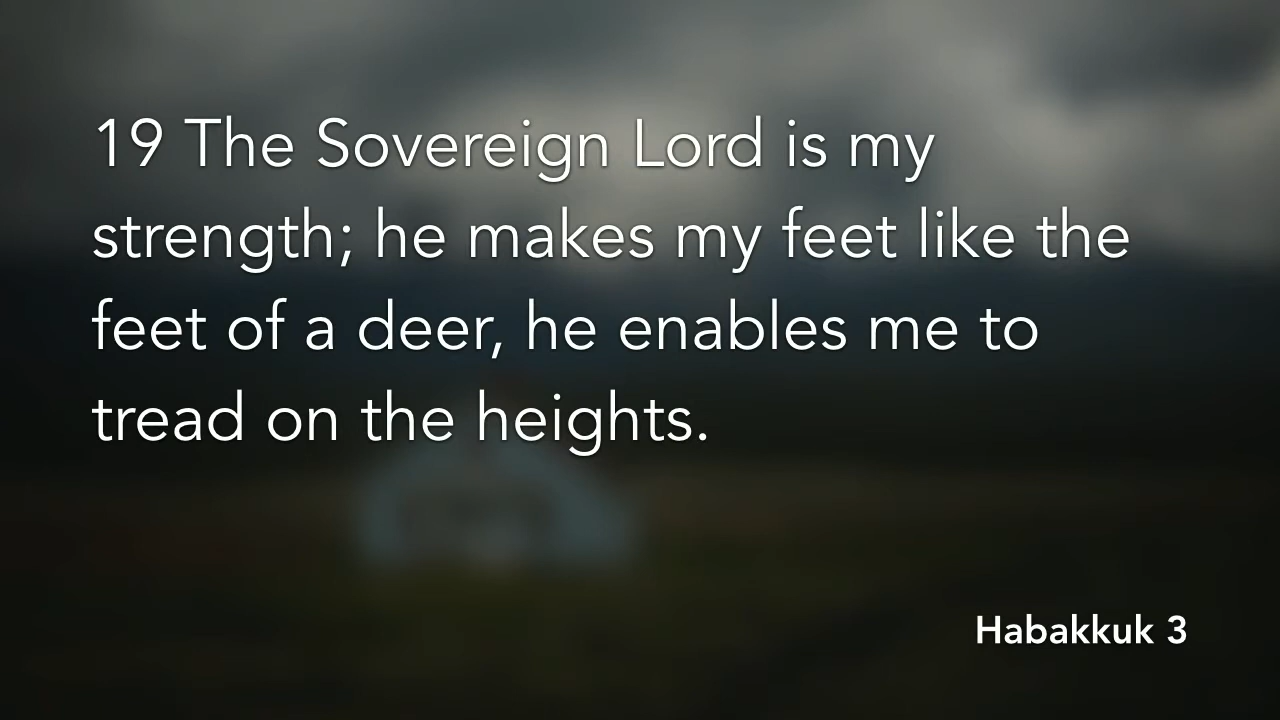 19 The Sovereign Lord is my
strength; he makes my feet like the
feet of a deer, he enables me to
tread on the heights.
Habakkuk 3